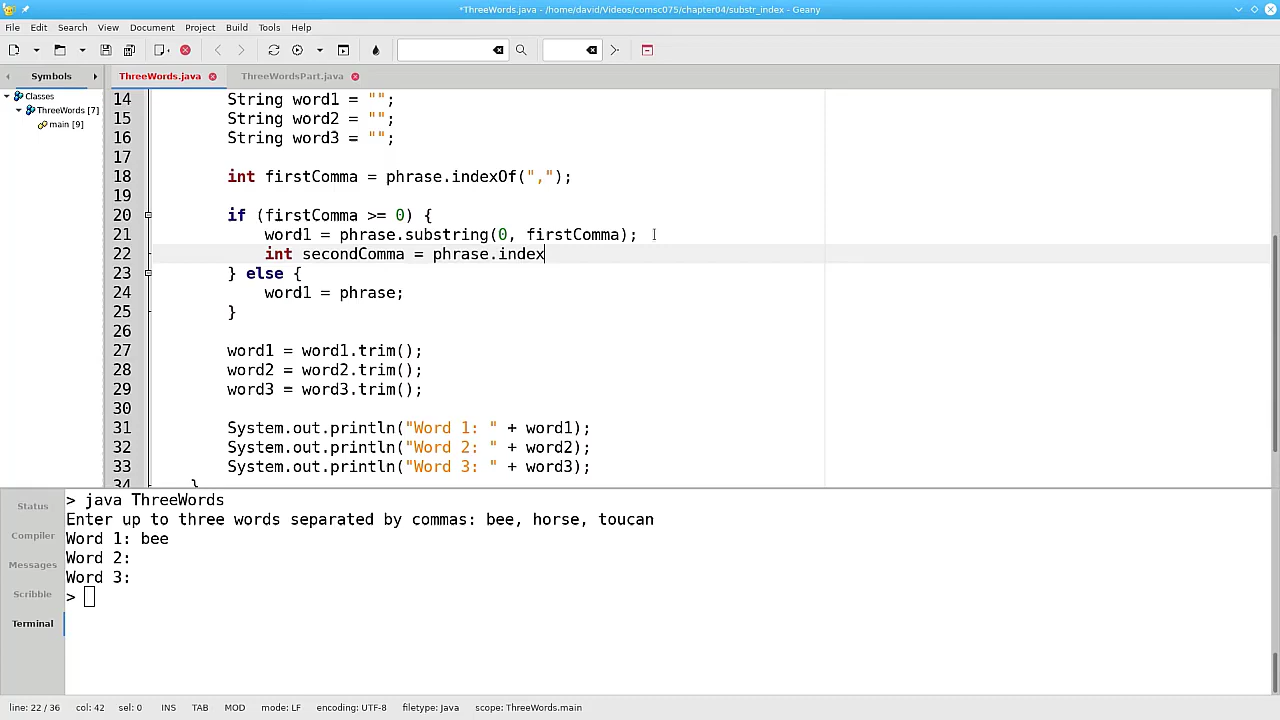 *ThreeWords.java - /home/david/Videos/comsc075/chapter04/substr_index - Geany
File Edit Search View Document Project Build Tools Help
Symbols ThreeWords.java ThreeWordsPart.java
Classes
ThreeWords [7]
main [9]
14 String word1 = "";
15 String word2 = "";
16 String word3 = "";
17
18 int firstComma = phrase.indexOf(",");
19
20 if (firstComma >= 0) {
21 word1 = phrase.substring(0, firstComma);
22 int secondComma = phrase.index
23 } else {
24 word1 = phrase;
25 }
26
27 word1 = word1.trim();
28 word2 = word2.trim();
29 word3 = word3.trim();
30
31 System.out.println("Word 1: " + word1);
32 System.out.println("Word 2: " + word2);
33 System.out.println("Word 3: " + word3);
34 }
Status
Compiler
Messages
Scribble
Terminal
> java ThreeWords
Enter up to three words separated by commas: bee, horse, toucan
Word 1: bee
Word 2:
Word 3:
>
line: 22 / 36 col: 42 sel: 0 INS TAB MOD mode: LF encoding: UTF-8 filetype: Java scope: ThreeWords.main